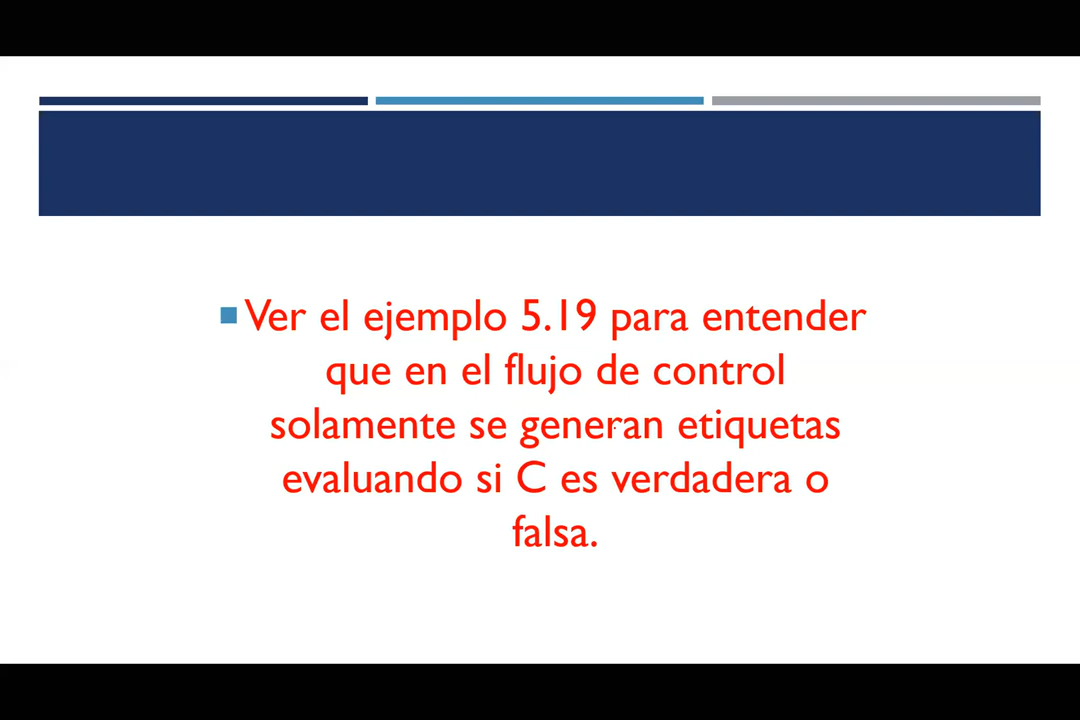 Ver el ejemplo 5.19 para entender
que en el flujo de control
solamente se generan etiquetas
evaluando si C es verdadera o
falsa.